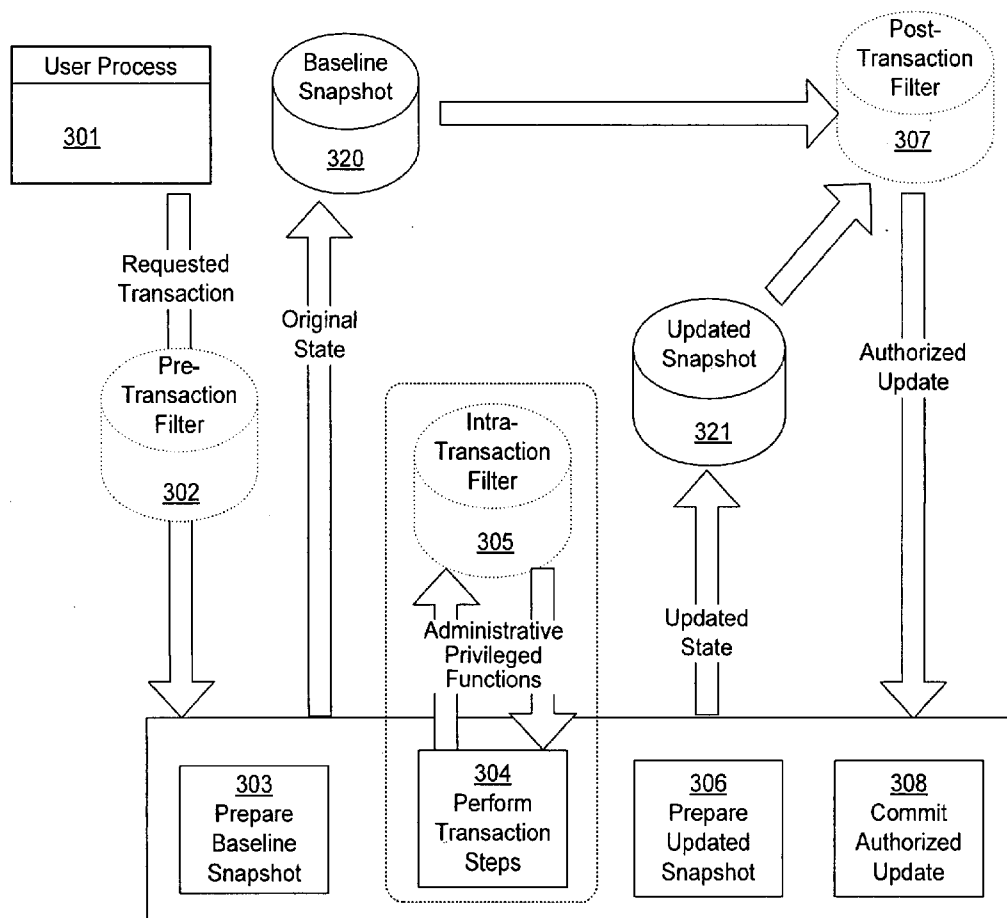 User Process
301
Baseline
Snapshot
320
Post-
Transaction
Filter
307
Requested
Transaction
Original
State
Pre-
Transaction
Filter
302
Intra-
Transaction
Filter
305
Updated
Snapshot
321
Authorized
Update
Administrative
Privileged
Functions
Updated
State
303
Prepare
Baseline
Snapshot
304
Perform
Transaction
Steps
306
Prepare
Updated
Snapshot
308
Commit
Authorized
Update